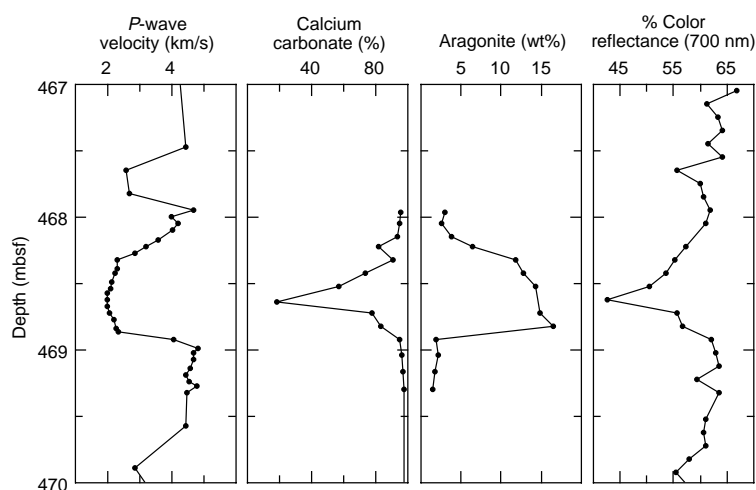 P-wave
velocity (km/s)
Calcium
carbonate (%)
Aragonite (wt%)
% Color
reflectance (700 nm)
2 4
40 80
5 10 15
45 55 65
467
468
469
470
Depth (mbsf)